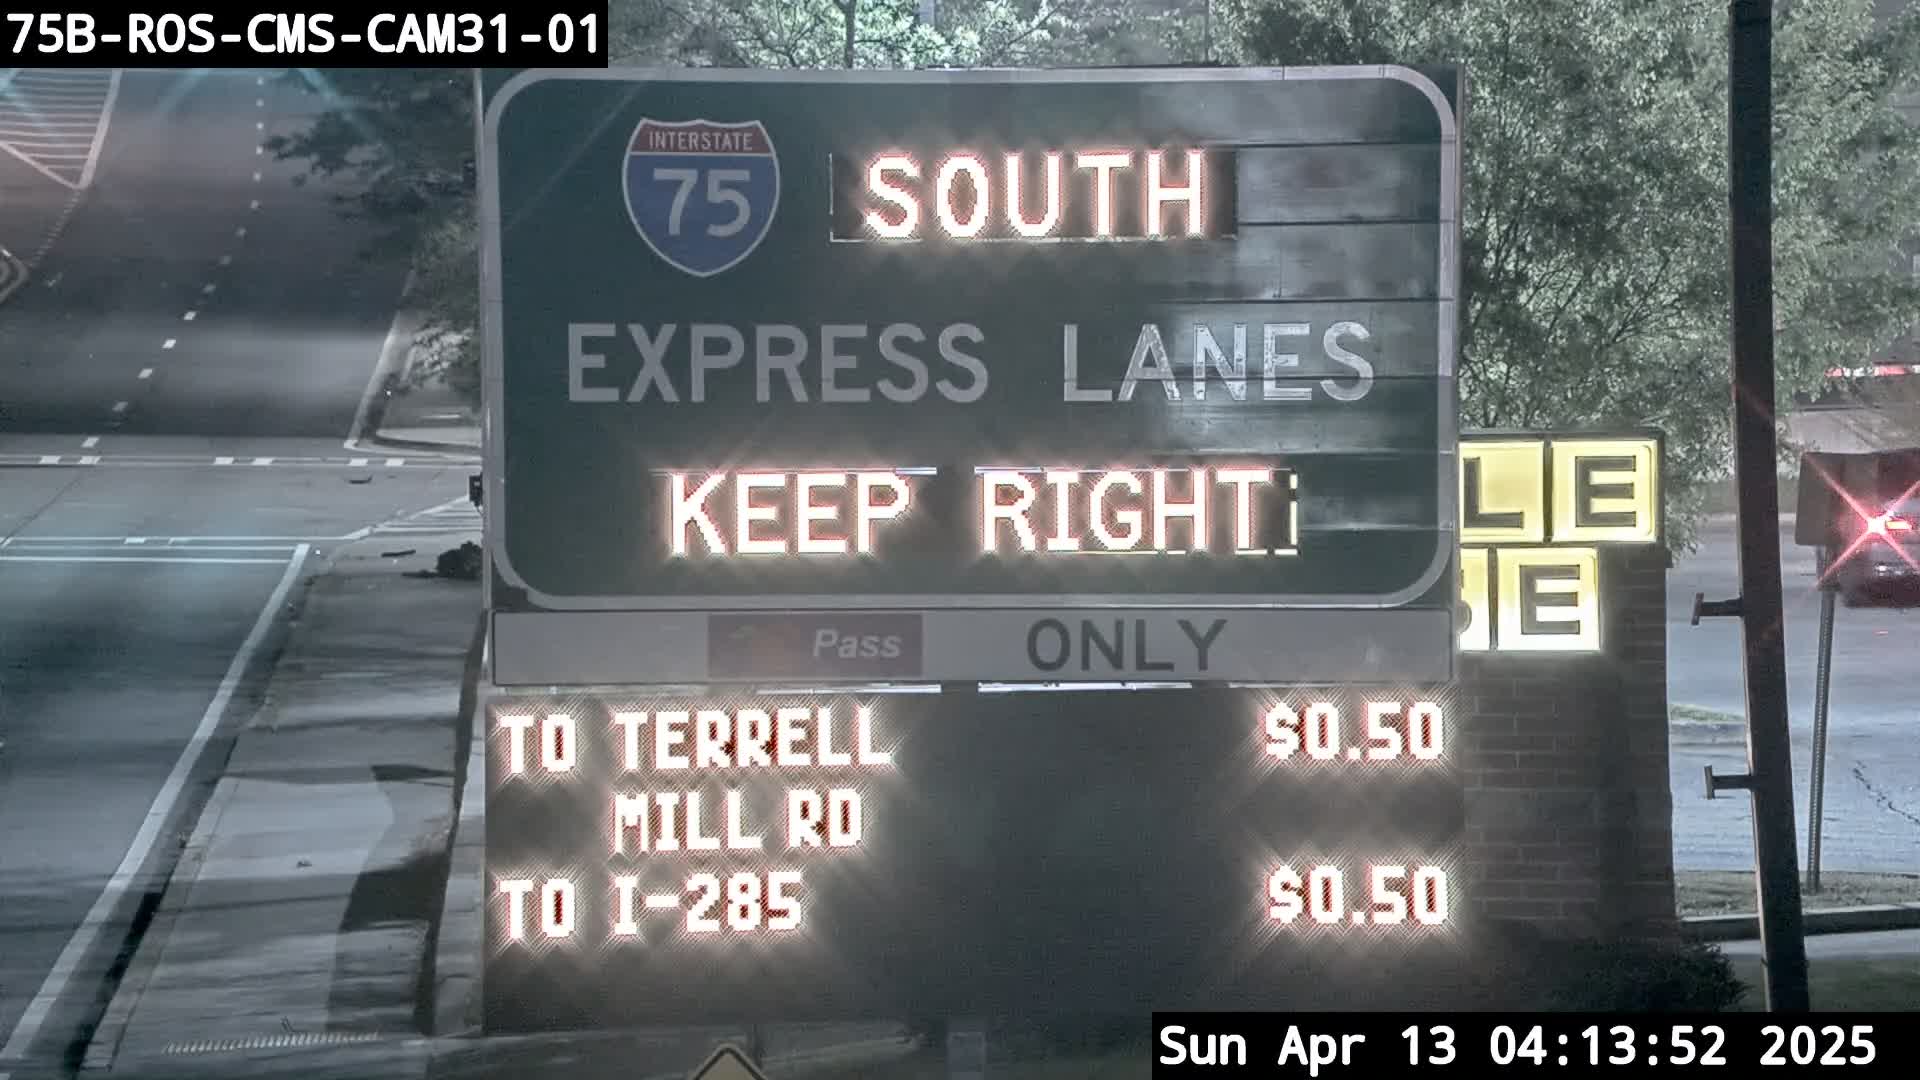 75B-ROS-CMS-CAM31-01
INTERSTATE
75
SOUTH
EXPRESS LANES
KEEP RIGHT
Pass ONLY
TO TERRELL $0.50
MILL RD
TO I-285 $0.50
LE
E
Sun Apr 13 04:13:52 2025